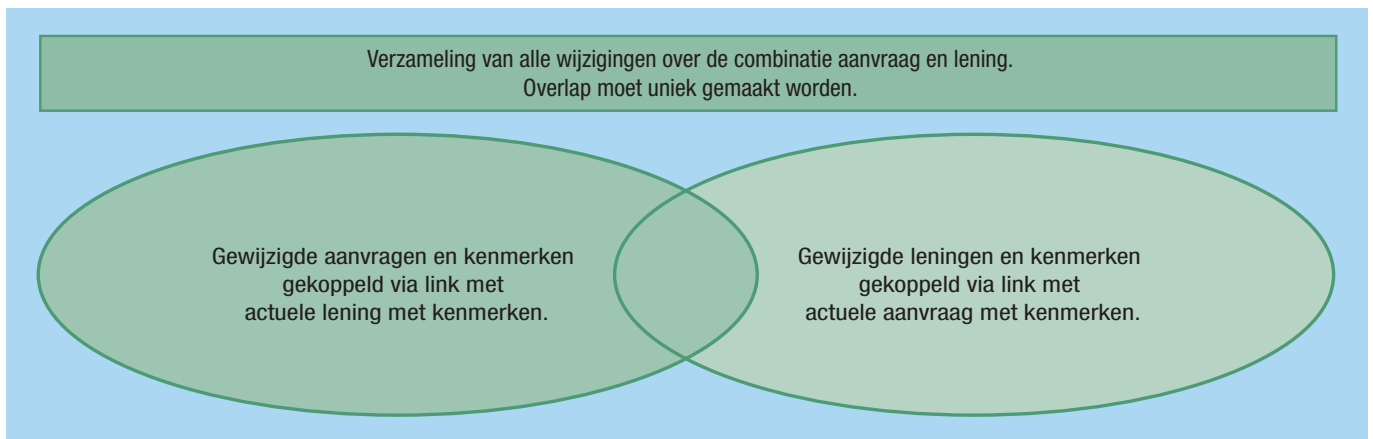 Verzameling van alle wijzigingen over de combinatie aanvraag en lening.
Overlap moet uniek gemaakt worden.
Gewijzigde aanvragen en kenmerken
gekoppeld via link met
actuele lening met kenmerken.
Gewijzigde leningen en kenmerken
gekoppeld via link met
actuele aanvraag met kenmerken.